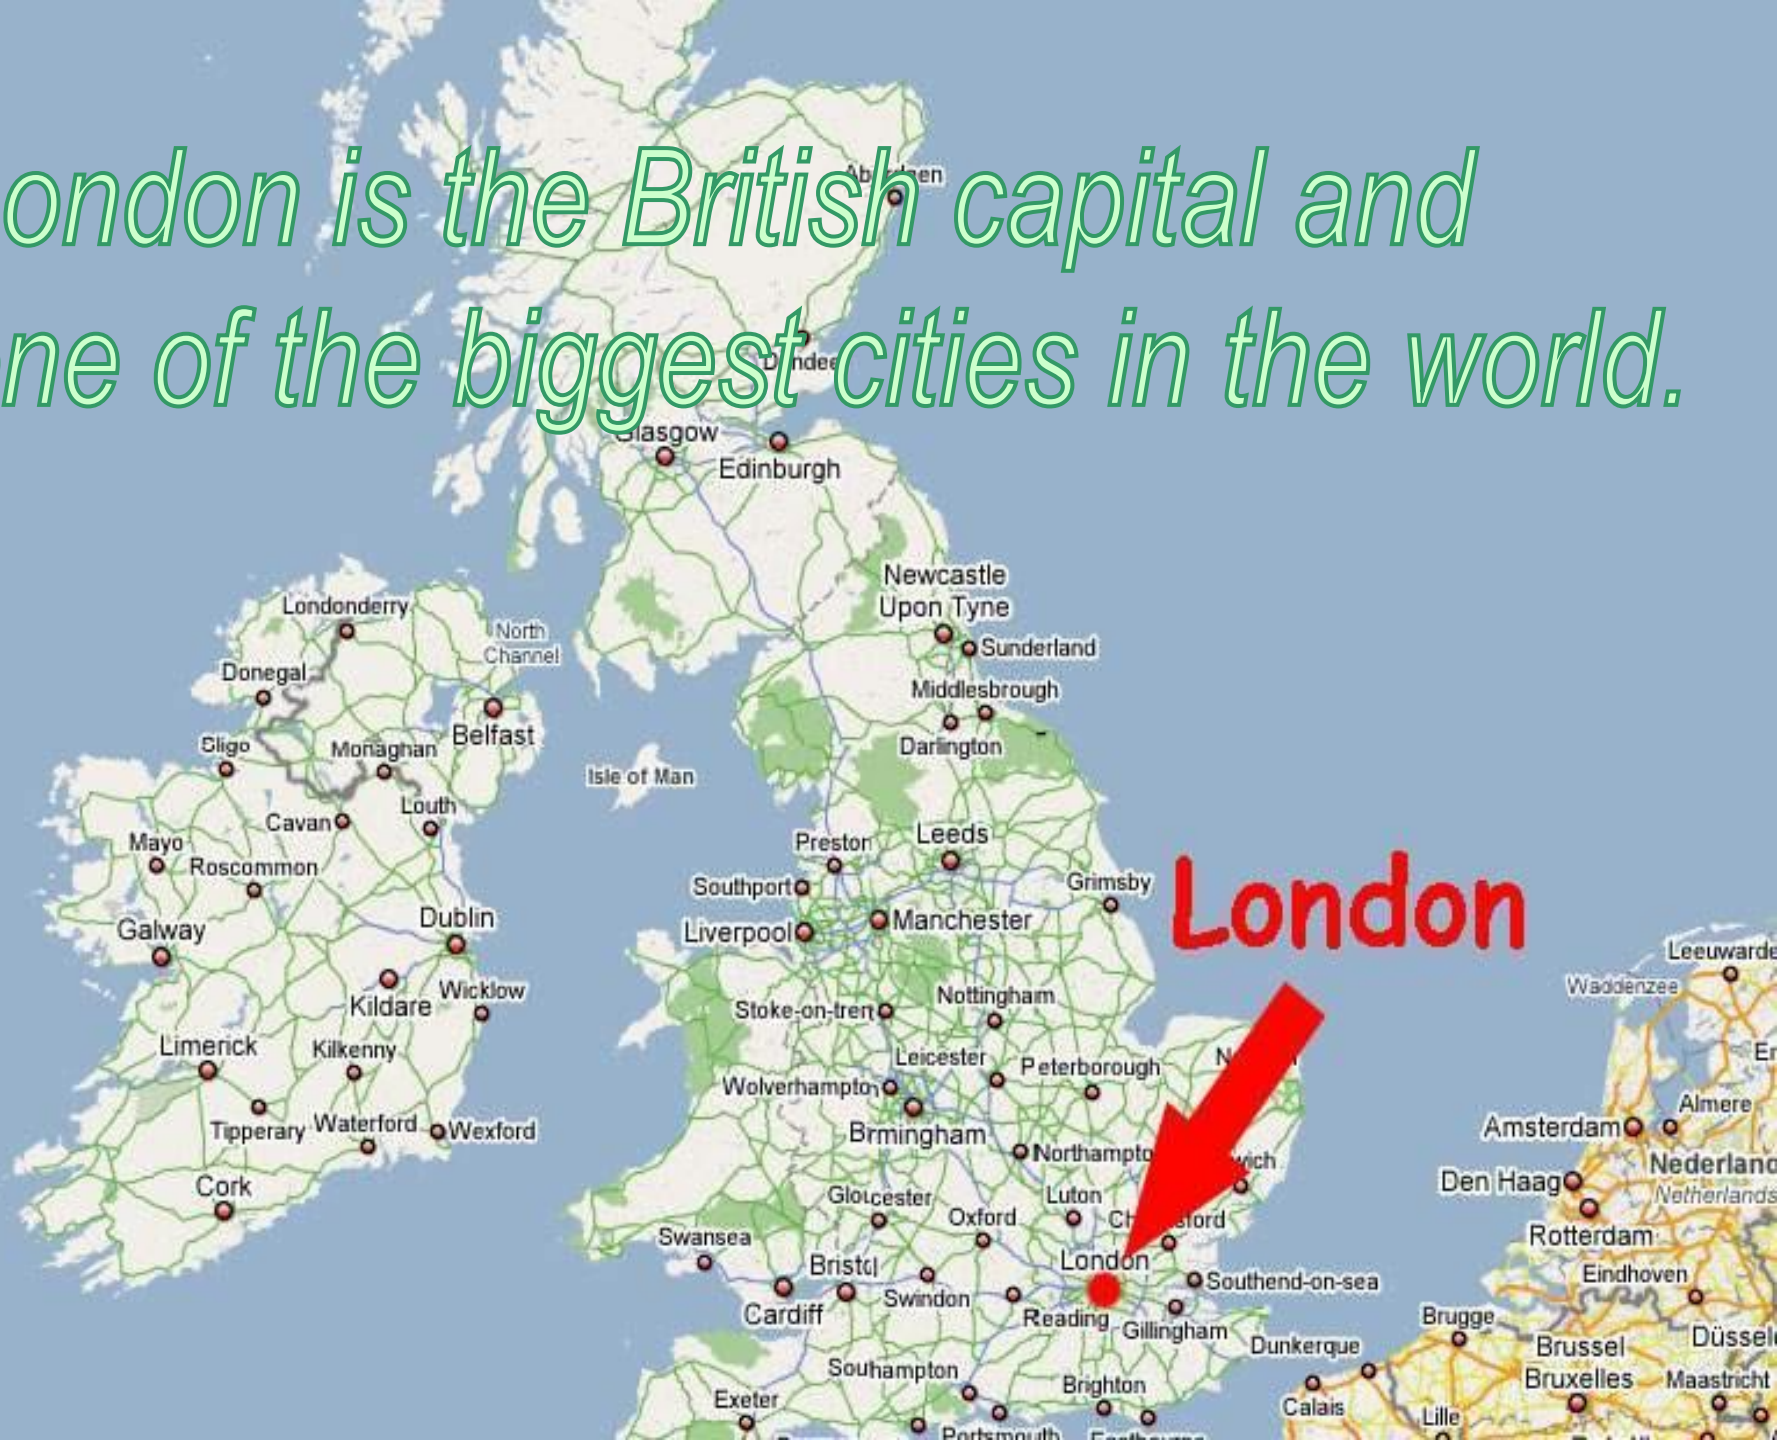 ondon is the British capital and
ne of the biggest cities in the world.
Edinburgh
Newcastle
Upon Tyne
Sunderland
Londonderry
North
Channel
Donegal
Middlesbrough
Belfast
Darlington
Sligo
Monaghan
Isle of Man
Louth
Cavan
Mayo
Roscommon
Preston
Leeds
Southport
Grimsby
London
Dublin
Galway
Liverpool
Manchester
Leeuwarde
Waddenzee
Kildare
Wicklow
Stoke-on-tren
Nottingham
Limerick
Kilkenny
Leicester
Peterborough
Wolverhampto
Tipperary
Waterford
Wexford
Brmingham
Northampto
Almere
Amsterdam
Nederland
Netherlands
Den Haag
Rotterdam
Cork
Gloucester
Luton
Oxford
Swansea
Bristol
London
Southend-on-sea
Eindhoven
Cardiff
Swindon
Reading
Gillingham
Brugge
Dunkerque
Brussel
Düssel
Bruxelles
Maastricht
Souhampton
Brighton
Exeter
Calais
Lille